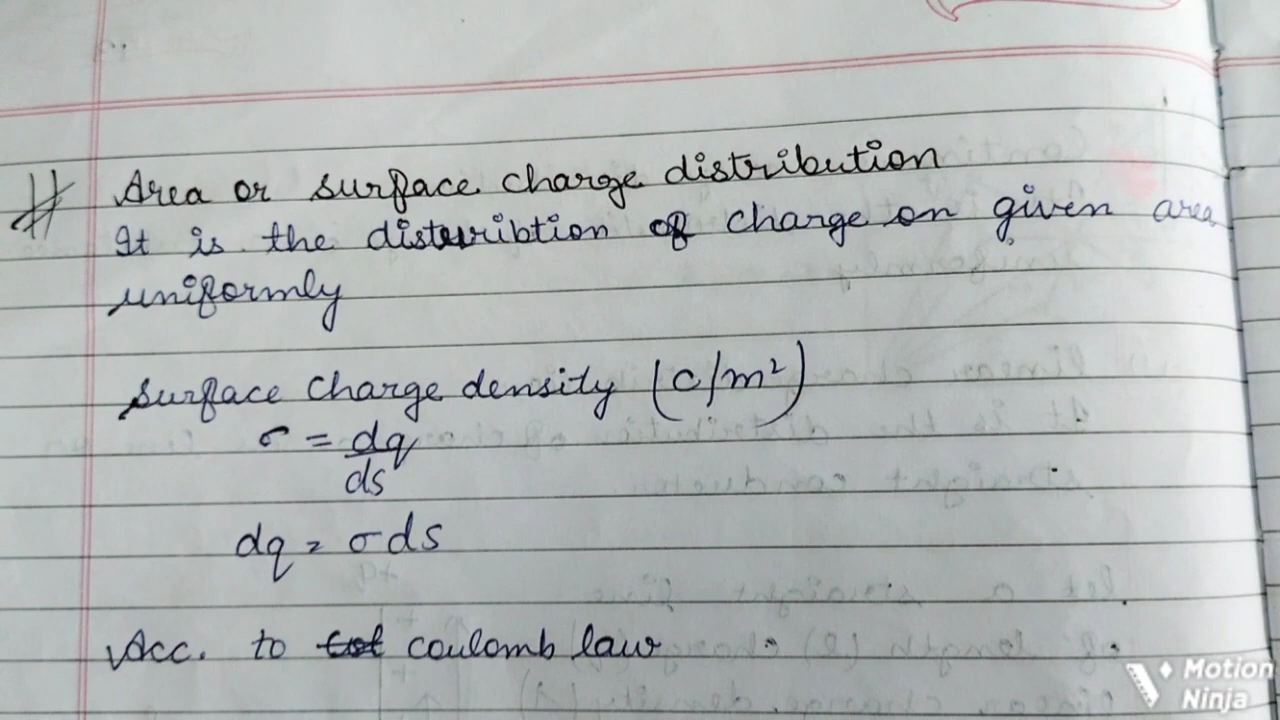 # Area or surface charge distribution
It is the distribtion of charge on given area
uniformly
surface charge density (C/m²)
σ = dq
ds
dq = σ ds
Acc. to coulomb law
Motion
Ninja